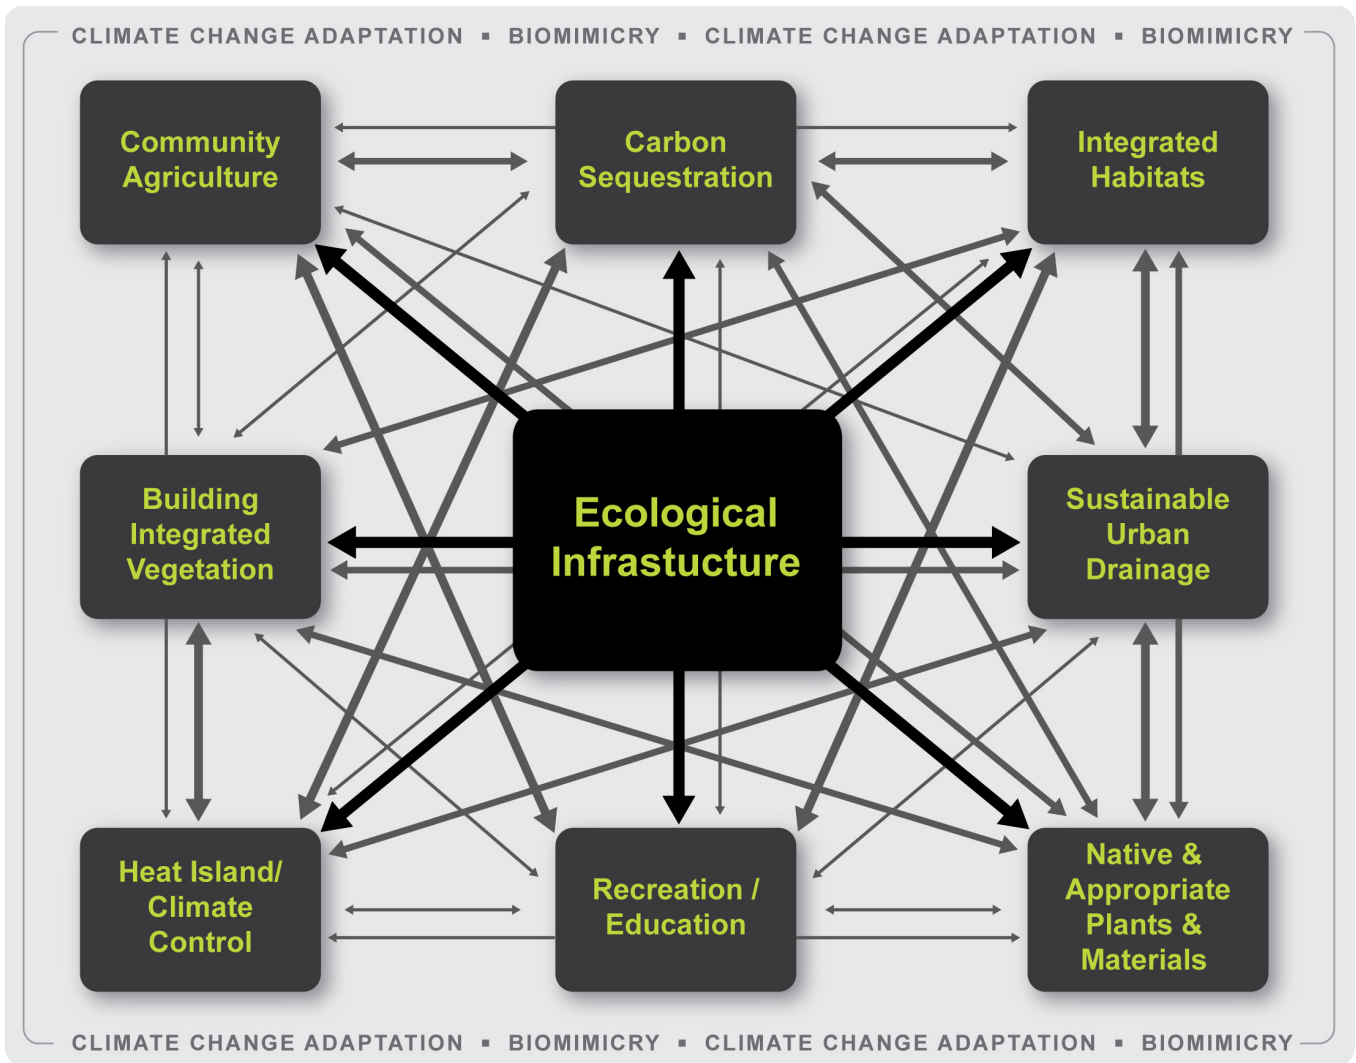 CLIMATE CHANGE ADAPTATION ▪ BIOMIMICRY ▪ CLIMATE CHANGE ADAPTATION ▪ BIOMIMICRY
Community
Agriculture
Carbon
Sequestration
Integrated
Habitats
Building
Integrated
Vegetation
Ecological
Infrastucture
Sustainable
Urban
Drainage
Heat Island/
Climate
Control
Recreation /
Education
Native &
Appropriate
Plants &
Materials
CLIMATE CHANGE ADAPTATION ▪ BIOMIMICRY ▪ CLIMATE CHANGE ADAPTATION ▪ BIOMIMICRY